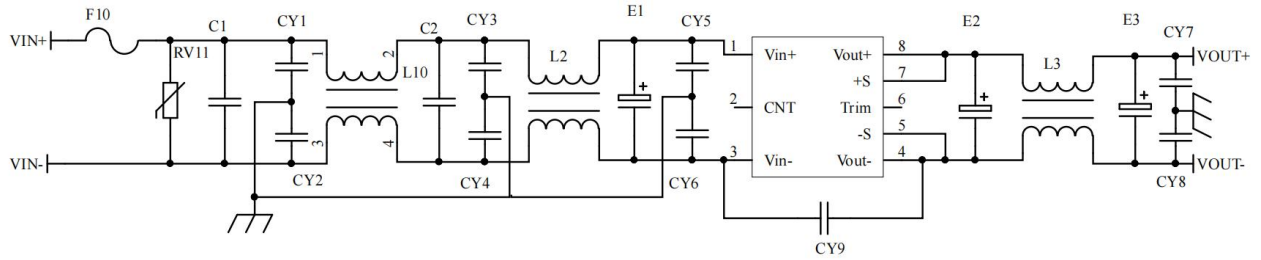 F10
C1
CY1
C2
CY3
E1
CY5
E2
E3
CY7
VIN+
RV11
1
2
L10
L2
1
Vin+
Vout+
8
L3
VOUT+
+S
7
2
CNT
Trim
6
-S
5
3
4
3
Vin-
Vout-
4
VIN-
CY2
CY4
CY6
CY8
VOUT-
CY9
+
+
+